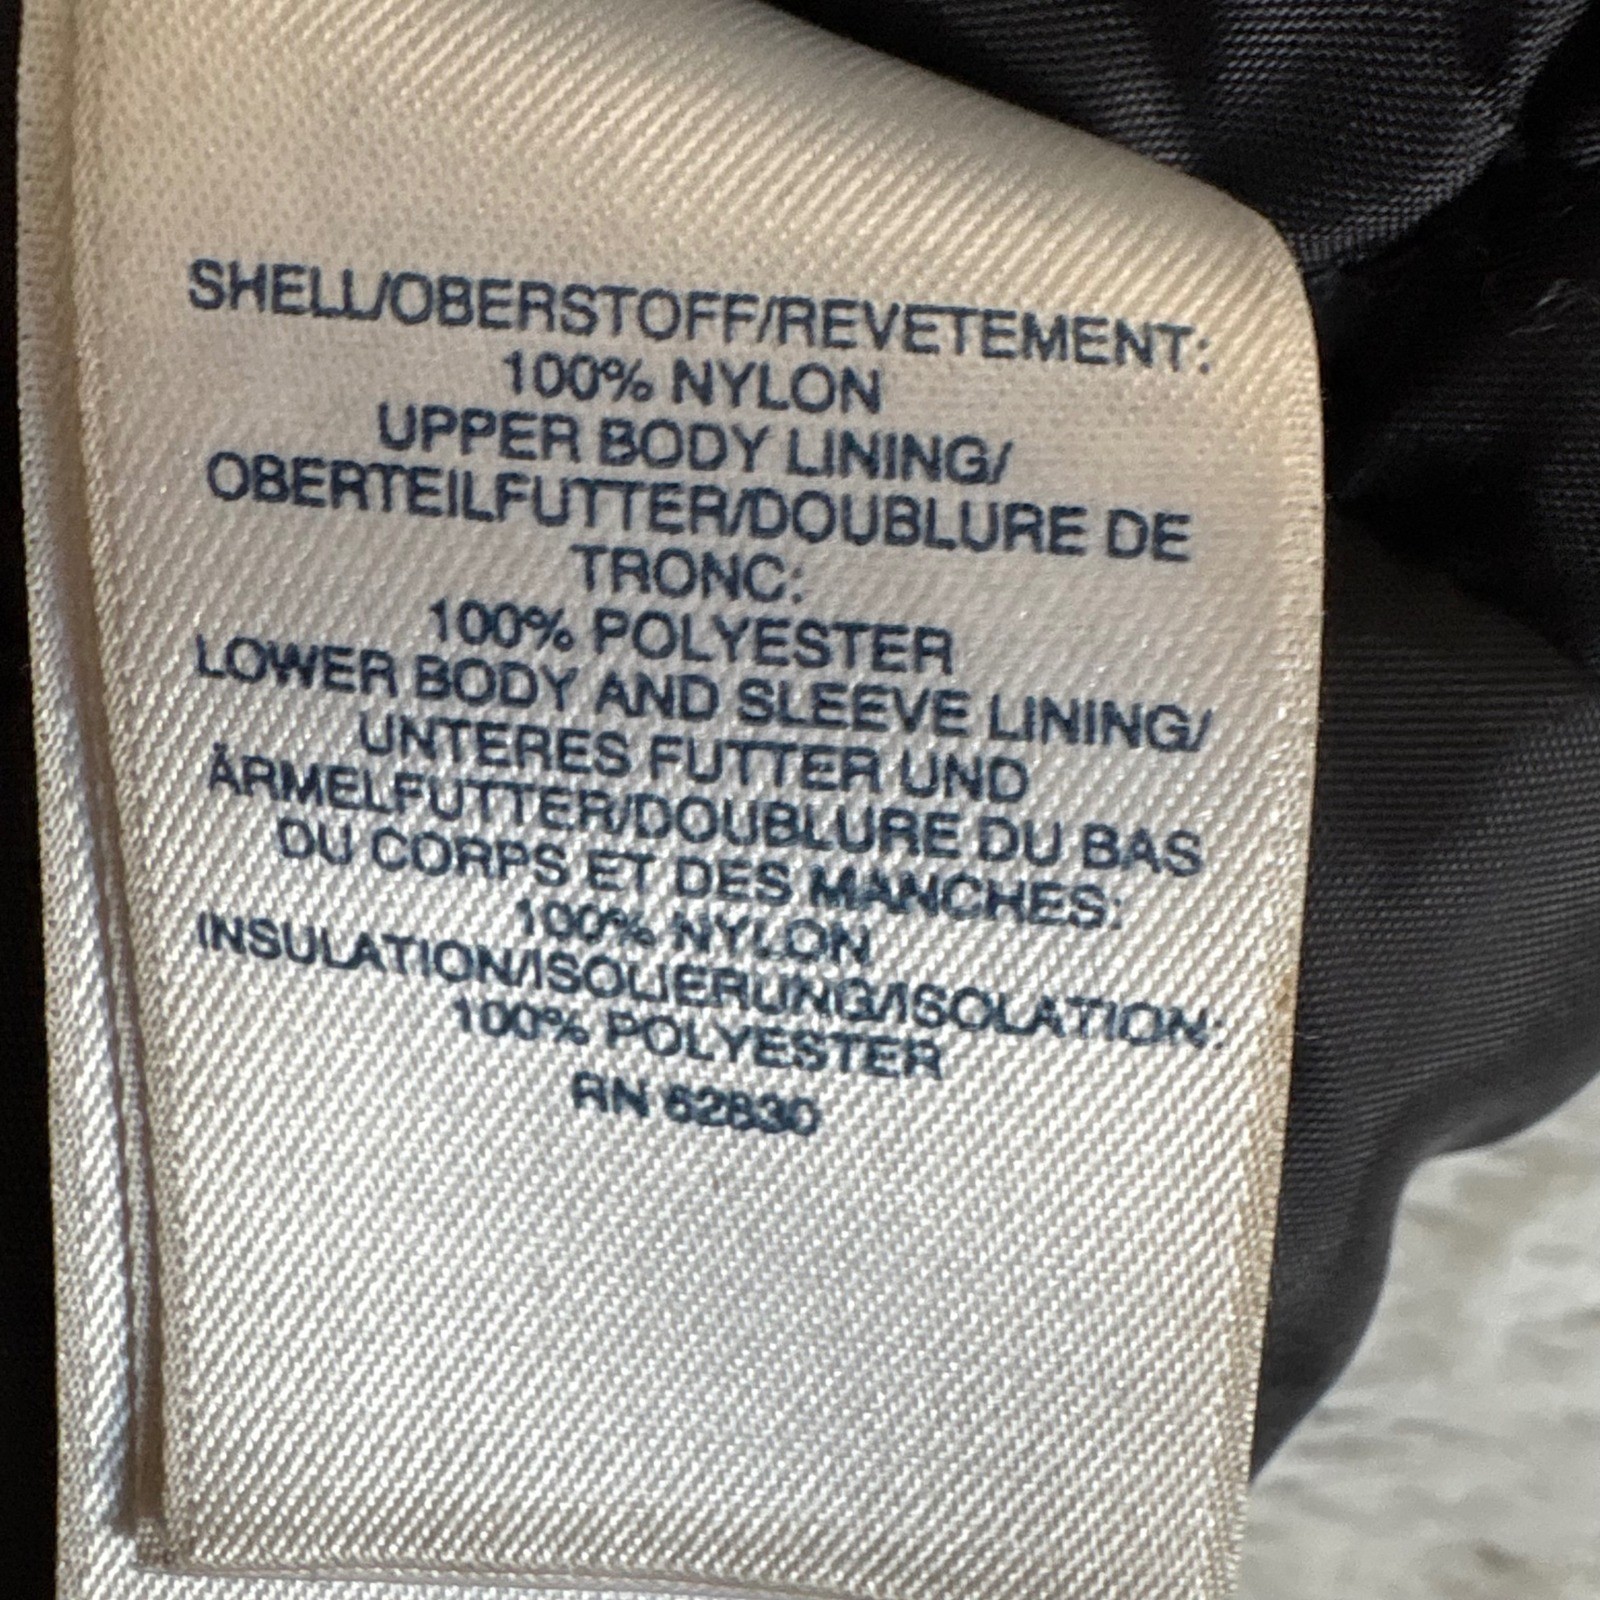 SHELL/OBERSTOFF/REVETEMENT:
100% NYLON
UPPER BODY LINING/
OBERTEILFUTTER/DOUBLURE DE
TRONC:
100% POLYESTER
LOWER BODY AND SLEEVE LINING/
UNTERES FUTTER UND
ÄRMELFUTTER/DOUBLURE DU BAS
DU CORPS ET DES MANCHES:
100% NYLON
INSULATION/ISOLIERUNG/ISOLATION:
100% POLYESTER
RN 62830